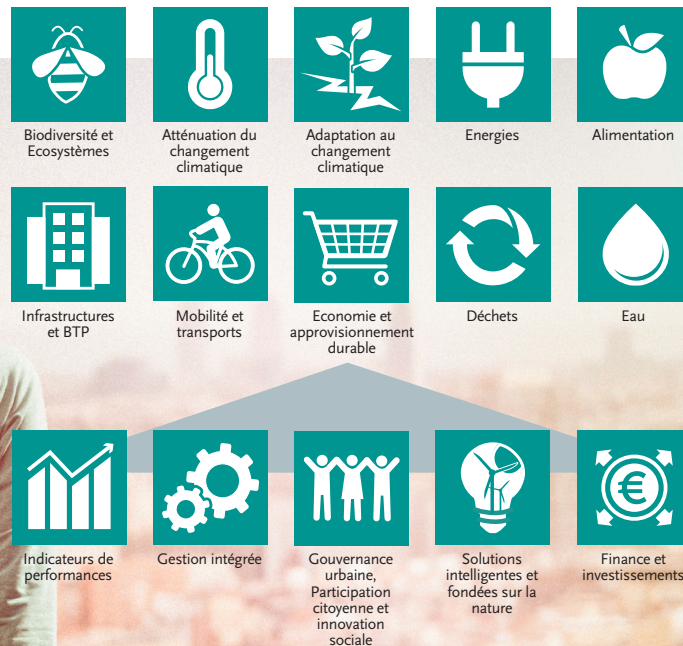 Biodiversité et
Ecosystèmes
Atténuation du
changement
climatique
Adaptation au
changement
climatique
Energies
Alimentation
Infrastructures
et BTP
Mobilité et
transports
Economie et
approvisionnement
durable
Déchets
Eau
Indicateurs de
performances
Gestion intégrée
Gouvernance
urbaine,
Participation
citoyenne et
innovation
sociale
Solutions
intelligentes et
fondées sur la
nature
Finance et
investissements
€